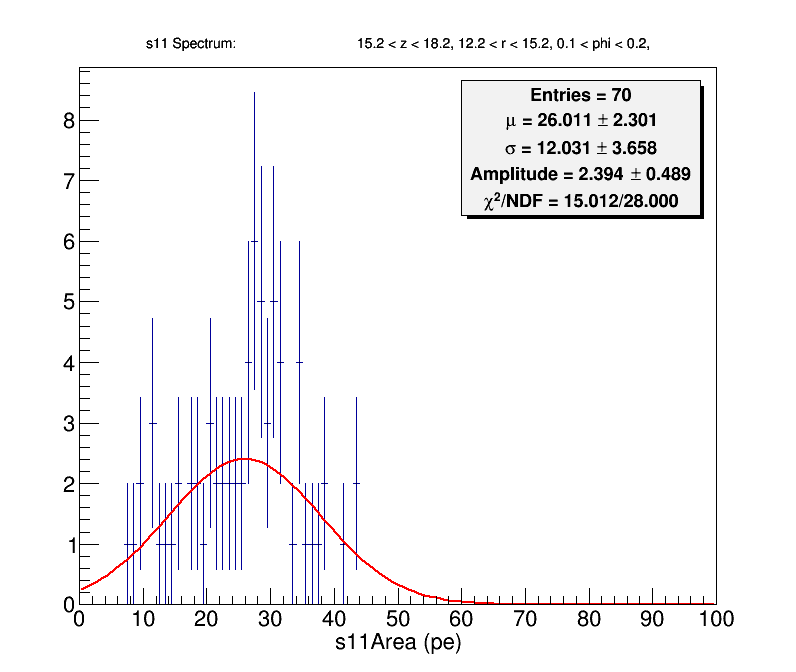 s11 Spectrum: 15.2 < z < 18.2, 12.2 < r < 15.2, 0.1 < phi < 0.2,
Entries = 70
μ = 26.011 ± 2.301
σ = 12.031 ± 3.658
Amplitude = 2.394 ± 0.489
χ²/NDF = 15.012/28.000
8
7
6
5
4
3
2
1
0
0 10 20 30 40 50 60 70 80 90 100
s11Area (pe)